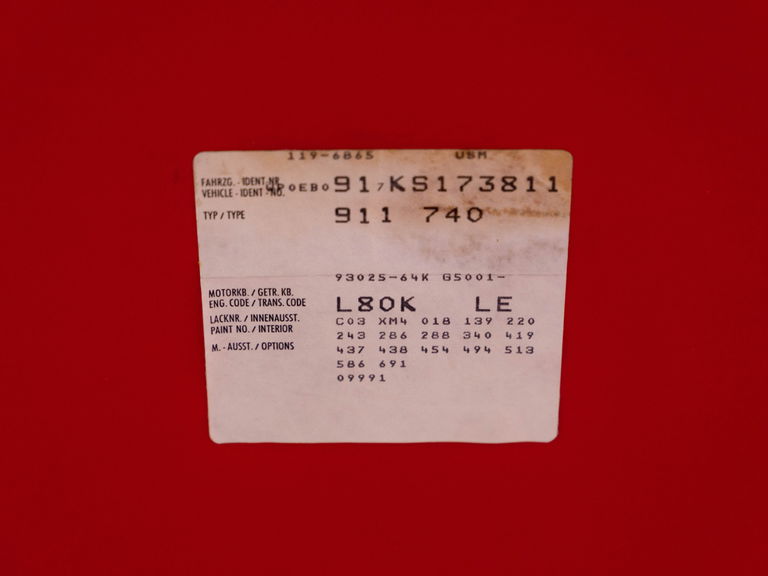 119-6865 USM
FAHRZG. - IDENT-NR.
VEHICLE - IDENT -NO. WP0EB091,KS173811
TYP / TYPE 911 740
93025-64K G5001-
MOTORKB. / GETR. KB.
ENG. CODE / TRANS. CODE L80K LE
LACKNR. / INNENAUSST. C03 XM4 018 139 220
PAINT NO. / INTERIOR 243 286 288 340 419
M. - AUSST. / OPTIONS 437 438 454 494 513
586 691
09991